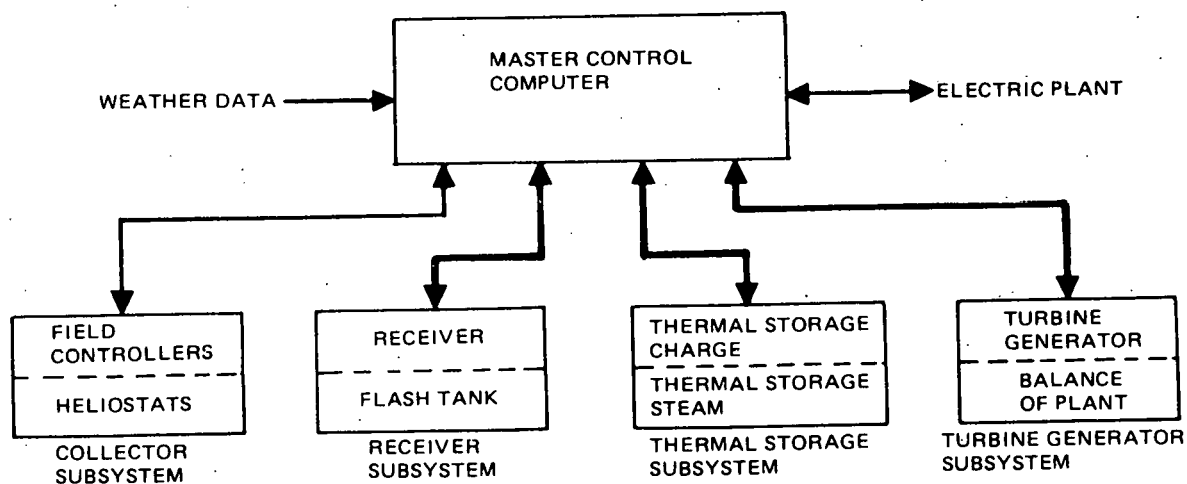 MASTER CONTROL
COMPUTER
WEATHER DATA
ELECTRIC PLANT
FIELD
CONTROLLERS
HELIOSTATS
COLLECTOR
SUBSYSTEM
RECEIVER
FLASH TANK
RECEIVER
SUBSYSTEM
THERMAL STORAGE
CHARGE
THERMAL STORAGE
STEAM
THERMAL STORAGE
SUBSYSTEM
TURBINE
GENERATOR
BALANCE
OF PLANT
TURBINE GENERATOR
SUBSYSTEM